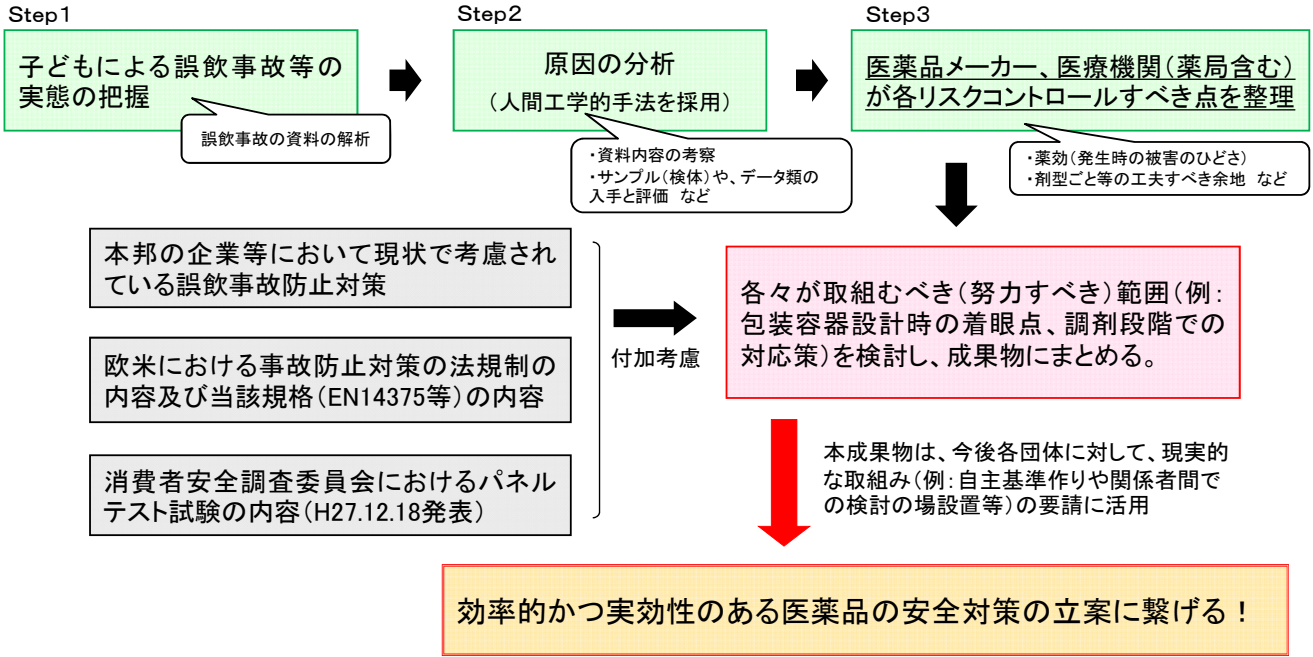 Step1
子どもによる誤飲事故等の
実態の把握
誤飲事故の資料の解析
Step2
原因の分析
（人間工学的手法を採用）
・資料内容の考察
・サンプル（検体）や、データ類の
入手と評価 など
Step3
医薬品メーカー、医療機関（薬局含む）
が各リスクコントロールすべき点を整理
・薬効（発生時の被害のひどさ）
・剤型ごと等の工夫すべき余地 など
本邦の企業等において現状で考慮され
ている誤飲事故防止対策
欧米における事故防止対策の法規制の
内容及び当該規格（EN14375等）の内容
消費者安全調査委員会におけるパネル
テスト試験の内容（H27.12.18発表）
付加考慮
各々が取組むべき（努力すべき）範囲（例：
包装容器設計時の着眼点、調剤段階での
対応策）を検討し、成果物にまとめる。
本成果物は、今後各団体に対して、現実的
な取組み（例：自主基準作りや関係者間で
の検討の場設置等）の要請に活用
効率的かつ実効性のある医薬品の安全対策の立案に繋げる！